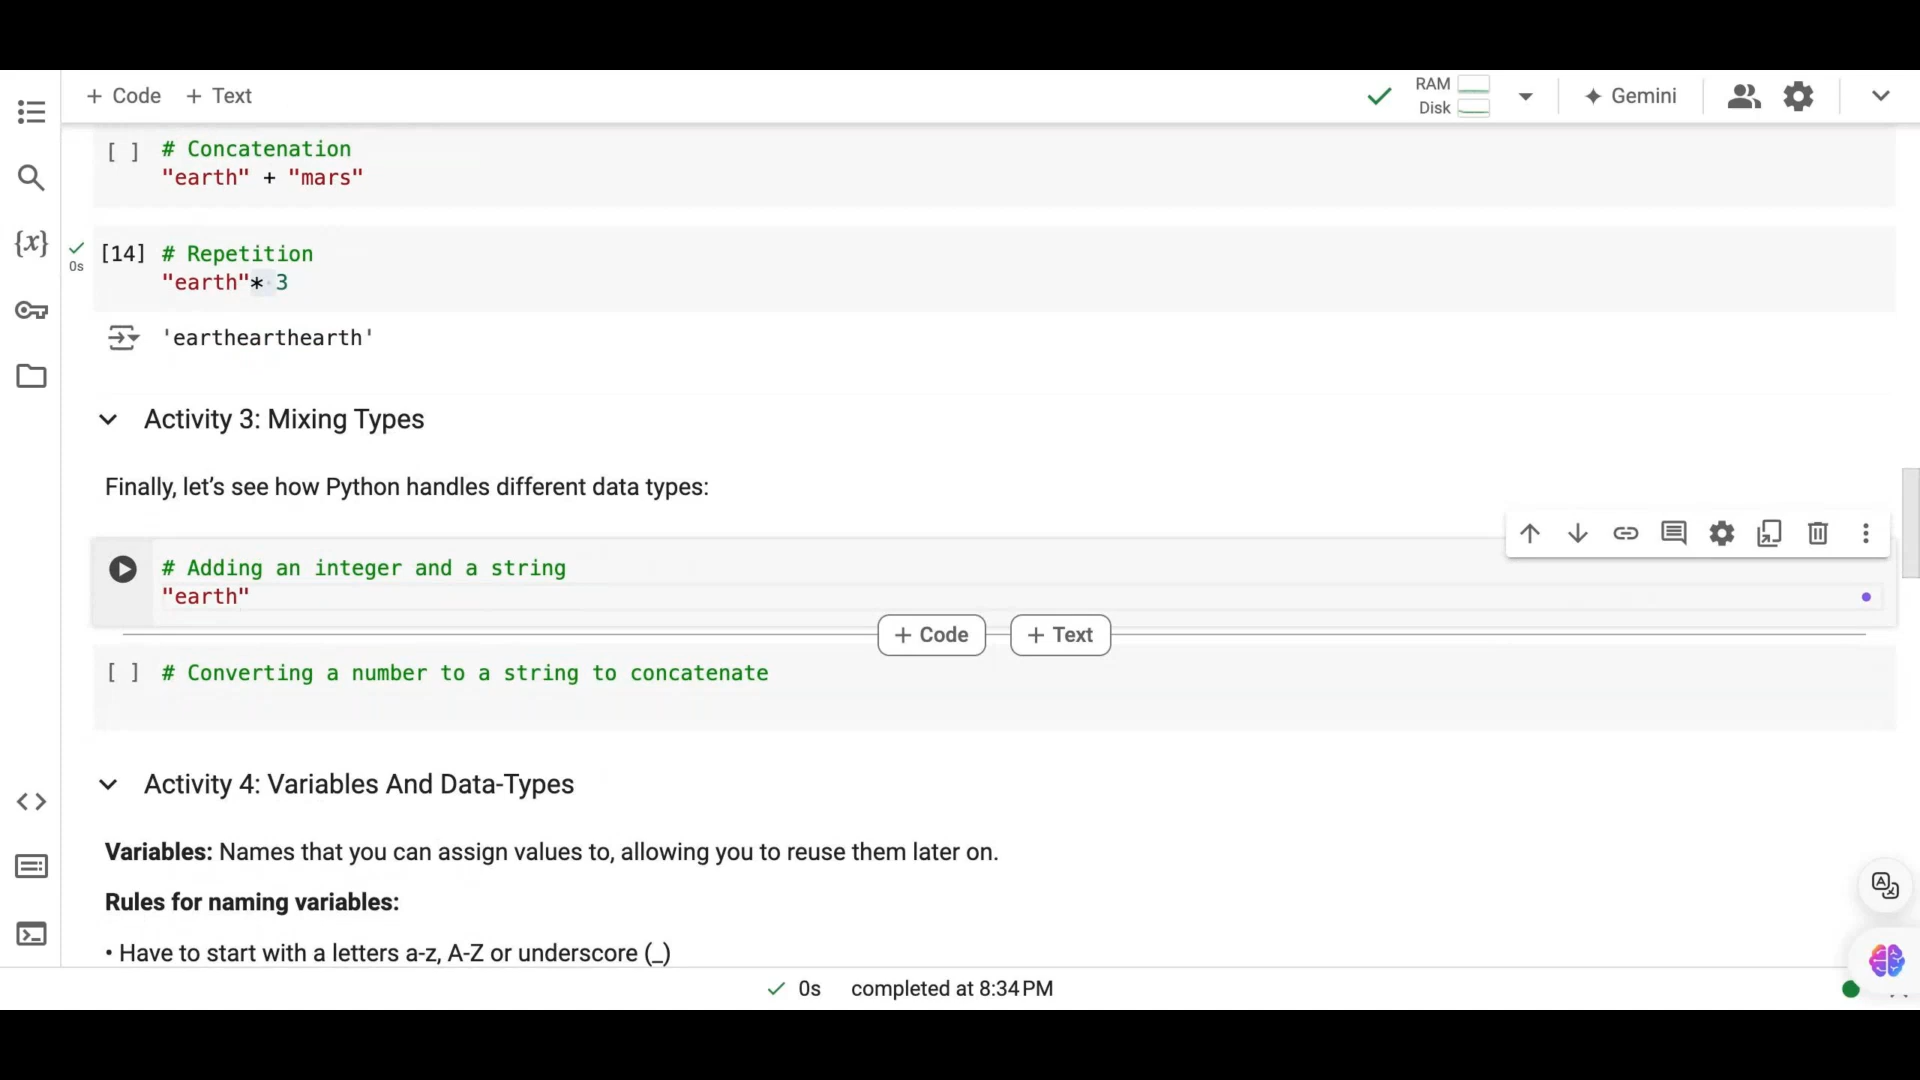 + Code + Text
RAM
Disk
Gemini
[ ] # Concatenation
"earth" + "mars"
[14] # Repetition
0s
"earth"* 3
'earthearthearth'
Activity 3: Mixing Types
Finally, let’s see how Python handles different data types:
# Adding an integer and a string
"earth"
+ Code + Text
[ ] # Converting a number to a string to concatenate
Activity 4: Variables And Data-Types
Variables: Names that you can assign values to, allowing you to reuse them later on.
Rules for naming variables:
• Have to start with a letters a-z, A-Z or underscore (_)
0s completed at 8:34 PM